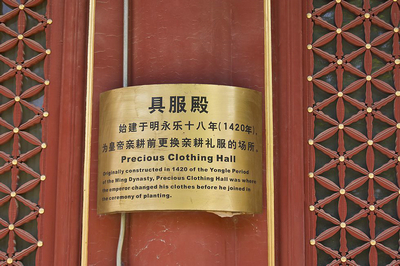 具服殿
始建于明永乐十八年(1420年),
为皇帝亲耕前更换亲耕礼服的场所。
Precious Clothing Hall
Originally constructed in 1420 of the Yongle Period
of the Ming Dynasty, Precious Clothing Hall was where
the emperor changed his clothes before he joined in
the ceremony of planting.